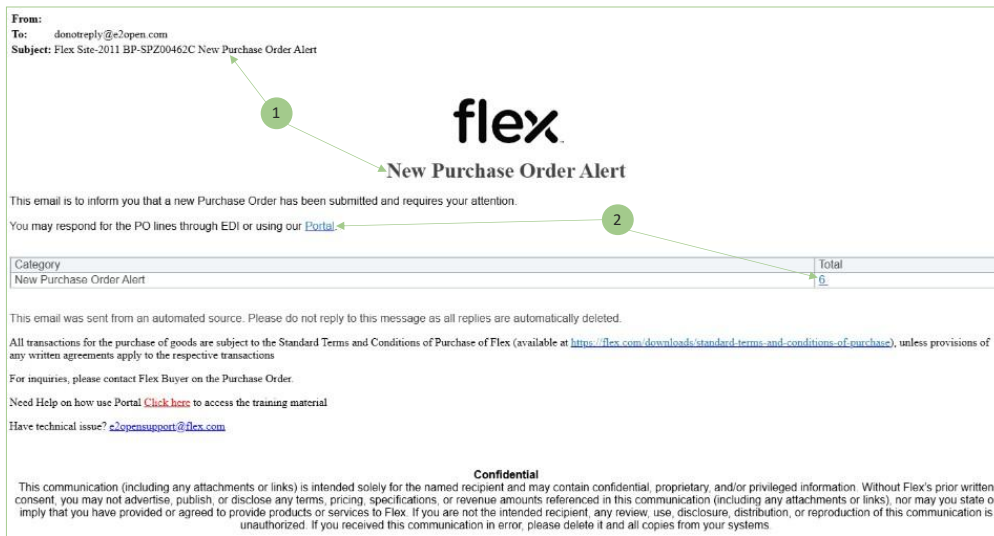 From:
To: donotreply@e2open.com
Subject: Flex Site-2011 BP-SPZ00462C New Purchase Order Alert
1
flex
New Purchase Order Alert
This email is to inform you that a new Purchase Order has been submitted and requires your attention.
You may respond for the PO lines through EDI or using our Portal.
2
Category Total
New Purchase Order Alert 6
This email was sent from an automated source. Please do not reply to this message as all replies are automatically deleted.
All transactions for the purchase of goods are subject to the Standard Terms and Conditions of Purchase of Flex (available at https://flex.com/downloads/standard-terms-and-conditions-of-purchase), unless provisions of
any written agreements apply to the respective transactions
For inquiries, please contact Flex Buyer on the Purchase Order.
Need Help on how use Portal Click here to access the training material
Have technical issue? e2opensupport@flex.com
Confidential
This communication (including any attachments or links) is intended solely for the named recipient and may contain confidential, proprietary, and/or privileged information. Without Flex's prior written
consent, you may not advertise, publish, or disclose any terms, pricing, specifications, or revenue amounts referenced in this communication (including any attachments or links), nor may you state o
imply that you have provided or agreed to provide products or services to Flex. If you are not the intended recipient, any review, use, disclosure, distribution, or reproduction of this communication is
unauthorized. If you received this communication in error, please delete it and all copies from your systems.